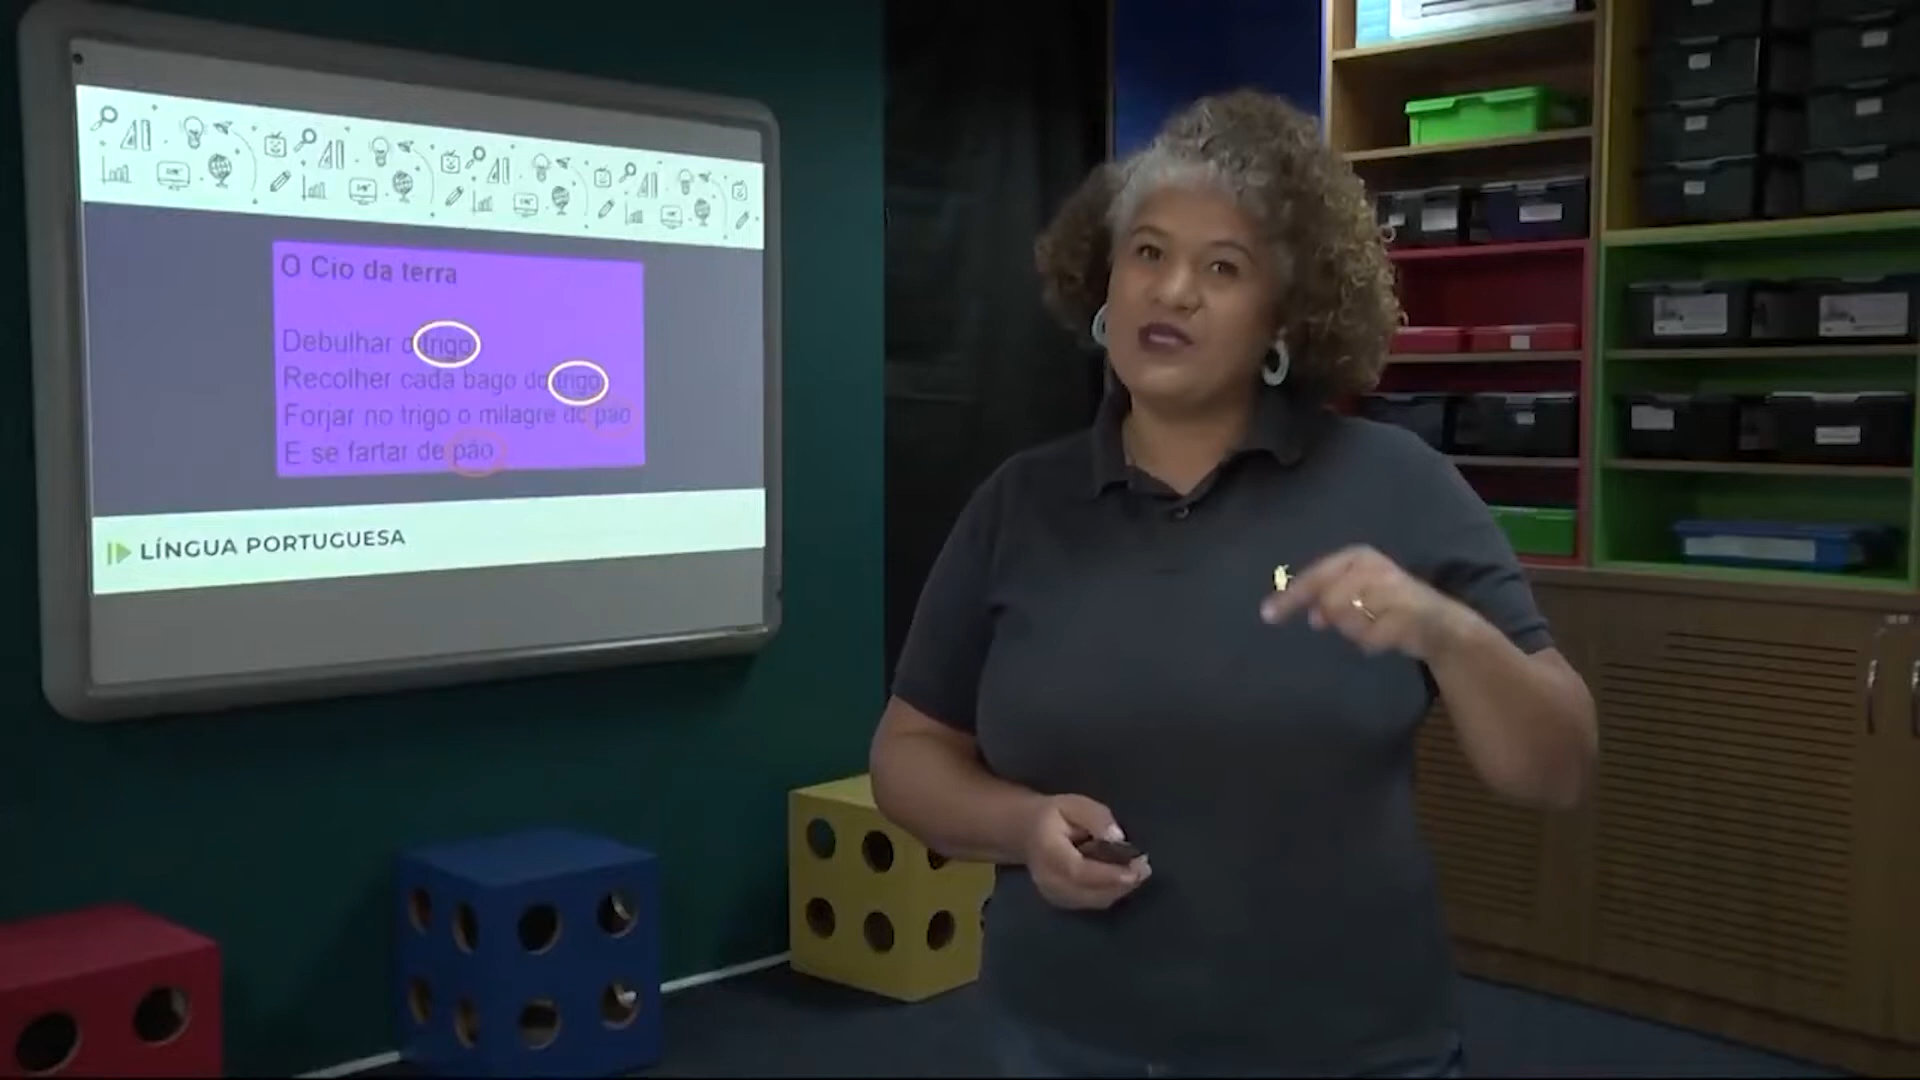 O Cio da terra
Debulhar o trigo
Recolher cada bago do trigo
Forjar no trigo o milagre do pão
E se fartar de pão
LÍNGUA PORTUGUESA